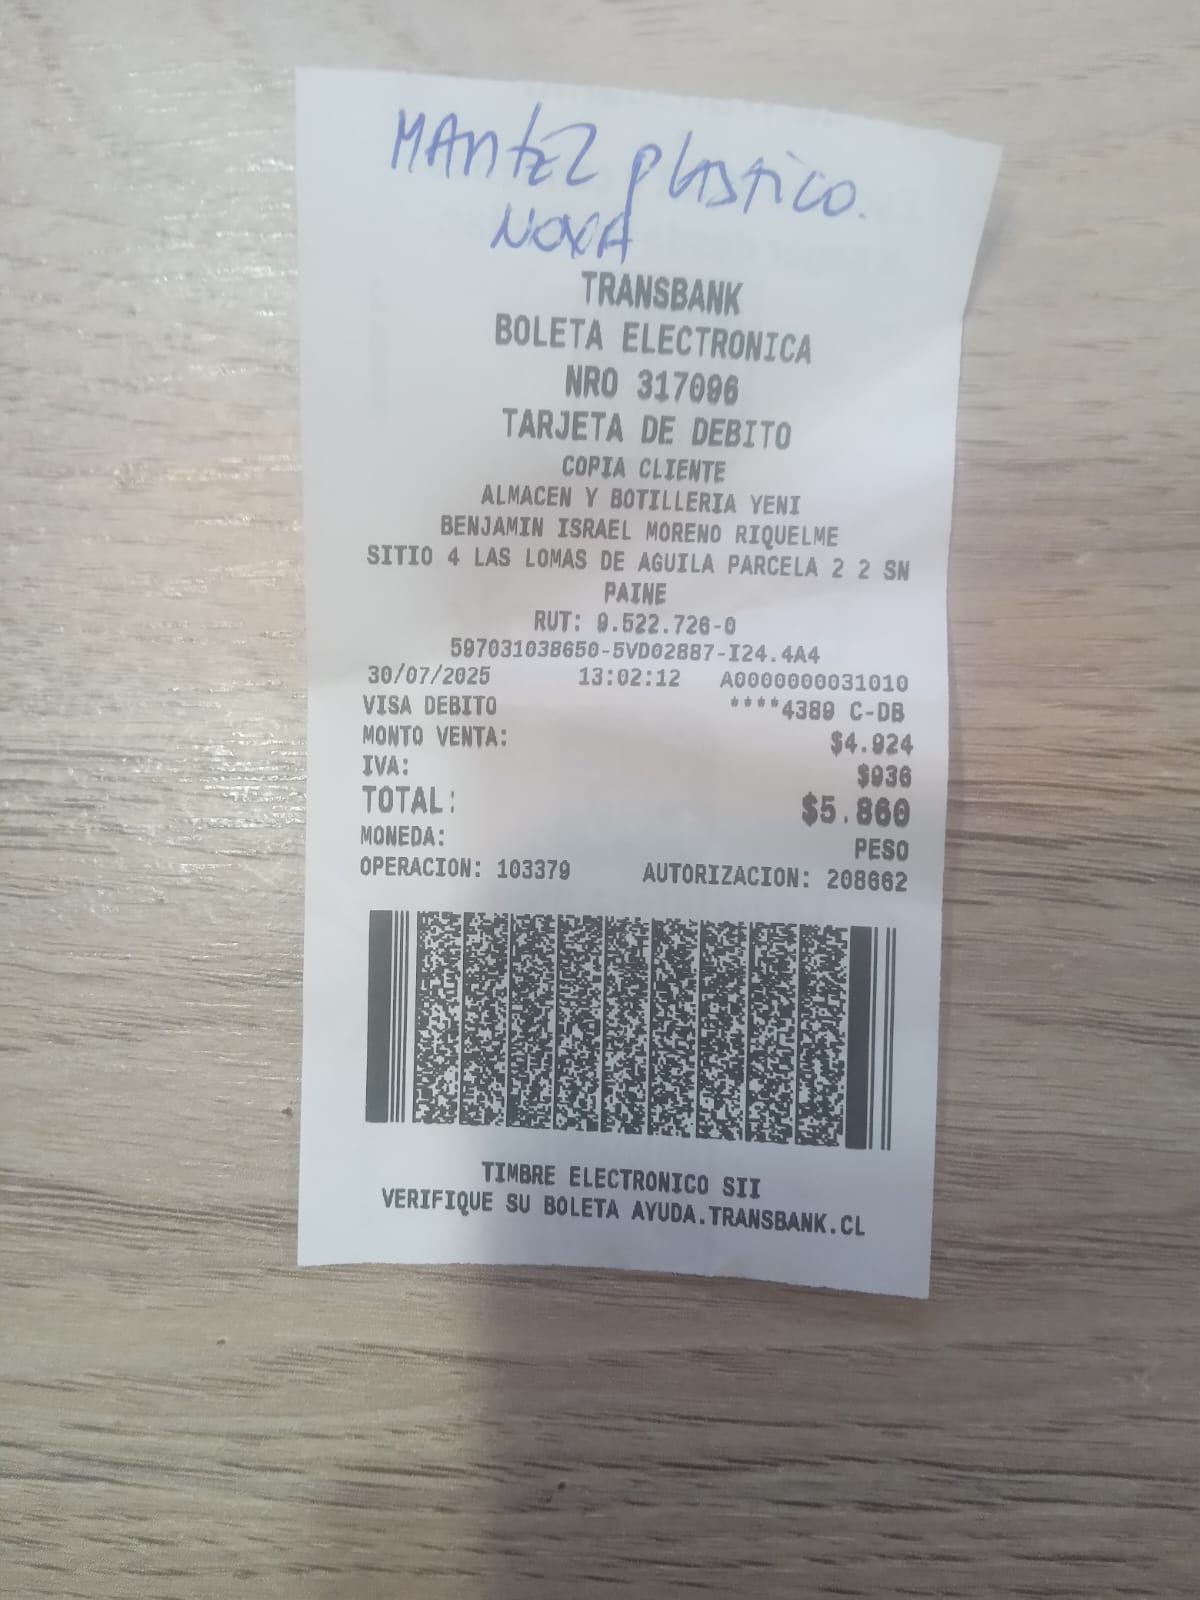 MANTEL PLASTICO.
NOVA
TRANSBANK
BOLETA ELECTRONICA
NRO 317096
TARJETA DE DEBITO
COPIA CLIENTE
ALMACEN Y BOTILLERIA YENI
BENJAMIN ISRAEL MORENO RIQUELME
SITIO 4 LAS LOMAS DE AGUILA PARCELA 2 2 SN
PAINE
RUT: 9.522.726-0
597031038650-5VD02887-I24.4A4
30/07/2025 13:02:12 A0000000031010
VISA DEBITO ****4389 C-DB
MONTO VENTA: $4.924
IVA: $936
TOTAL: $5.860
MONEDA: PESO
OPERACION: 103379 AUTORIZACION: 208662
TIMBRE ELECTRONICO SII
VERIFIQUE SU BOLETA AYUDA.TRANSBANK.CL